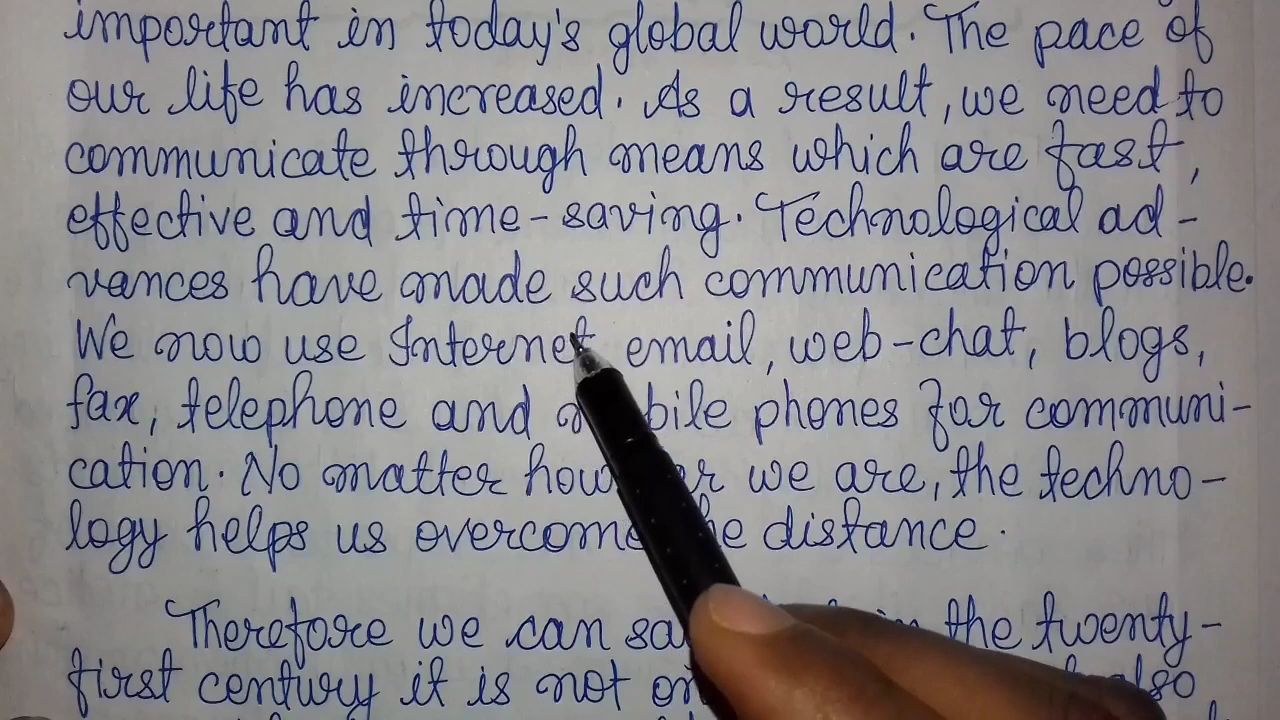 important in today's global world. The pace of
our life has increased. As a result, we need to
communicate through means which are fast,
effective and time-saving. Technological ad-
vances have made such communication possible.
We now use Internet email, web-chat, blogs,
fax, telephone and phones for communi-
cation. No matter how we are, the techno-
logy helps us overcome distance.
Therefore we can in the twenty-
first century it is not also